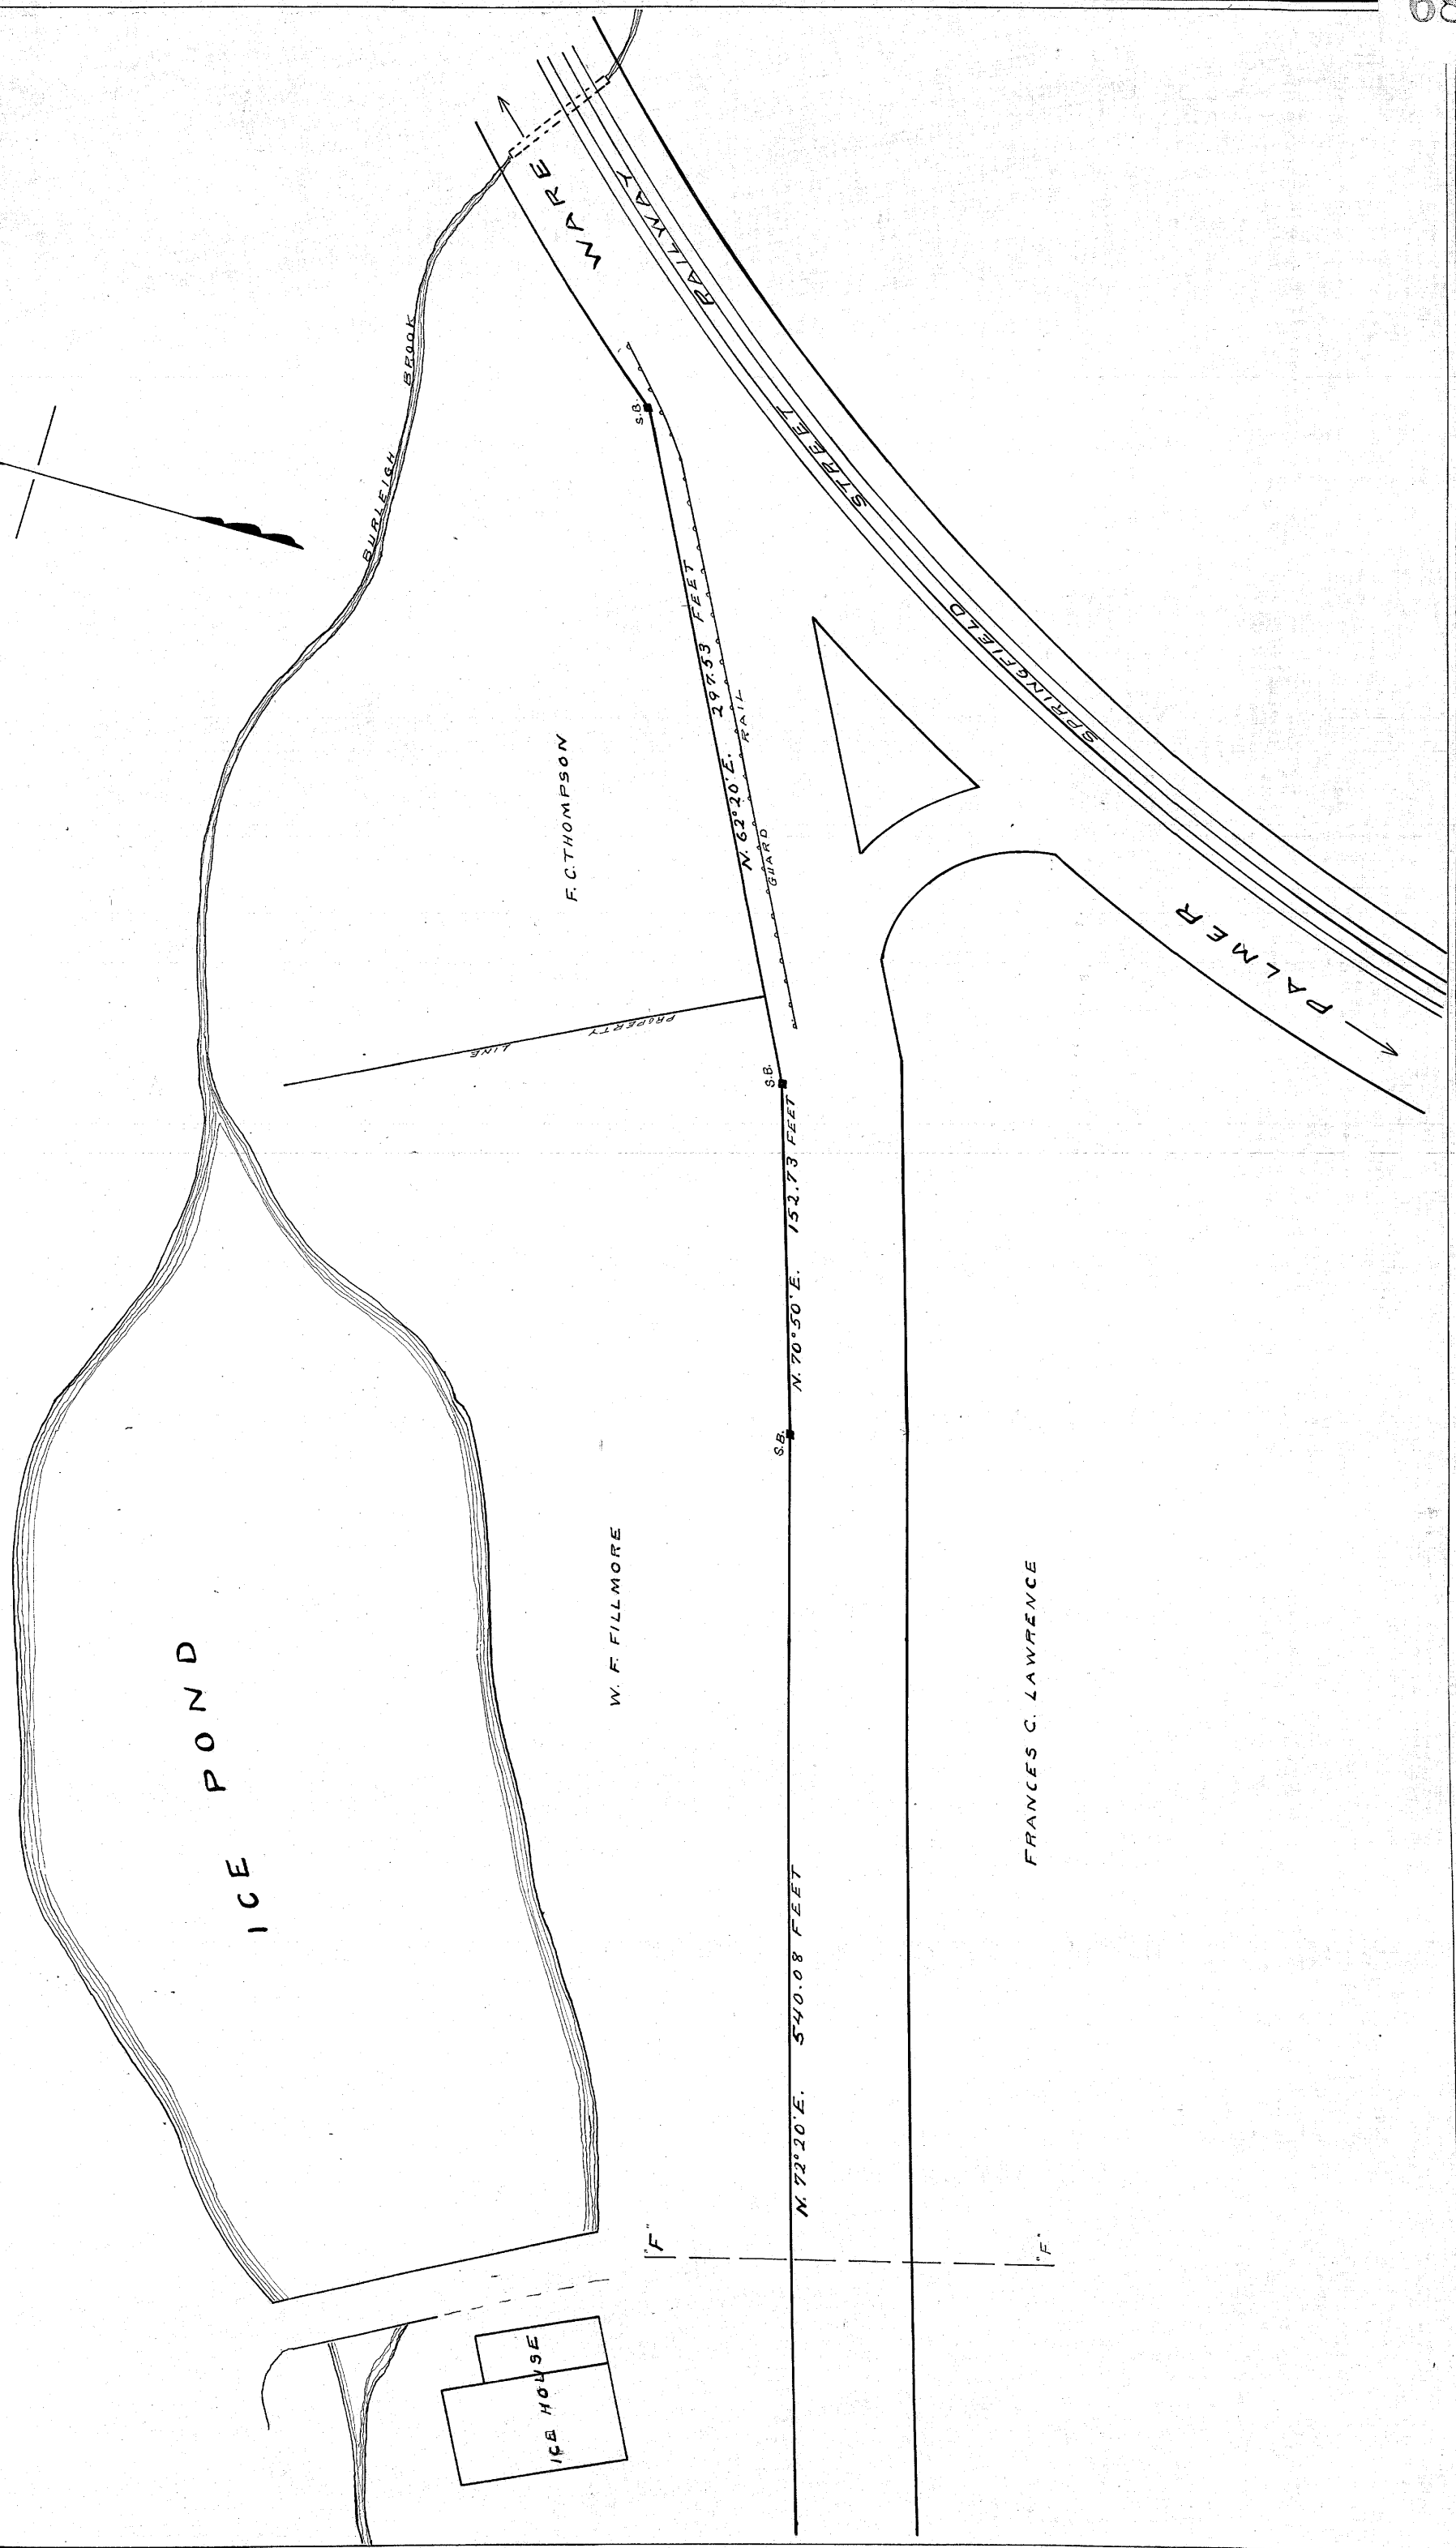 68
WARE
SPRINGFIELD STREET RAILWAY
PALMER
BURLEIGH BROOK
S.B.
N. 62° 20' E. 297.53 FEET
GUARD RAIL
F. C. THOMPSON
PROPERTY LINE
S.B.
N. 70° 50' E. 152.73 FEET
S.B.
ICE POND
W. F. FILLMORE
FRANCES C. LAWRENCE
N. 72° 20' E. 540.08 FEET
"F"
"F"
ICE HOUSE